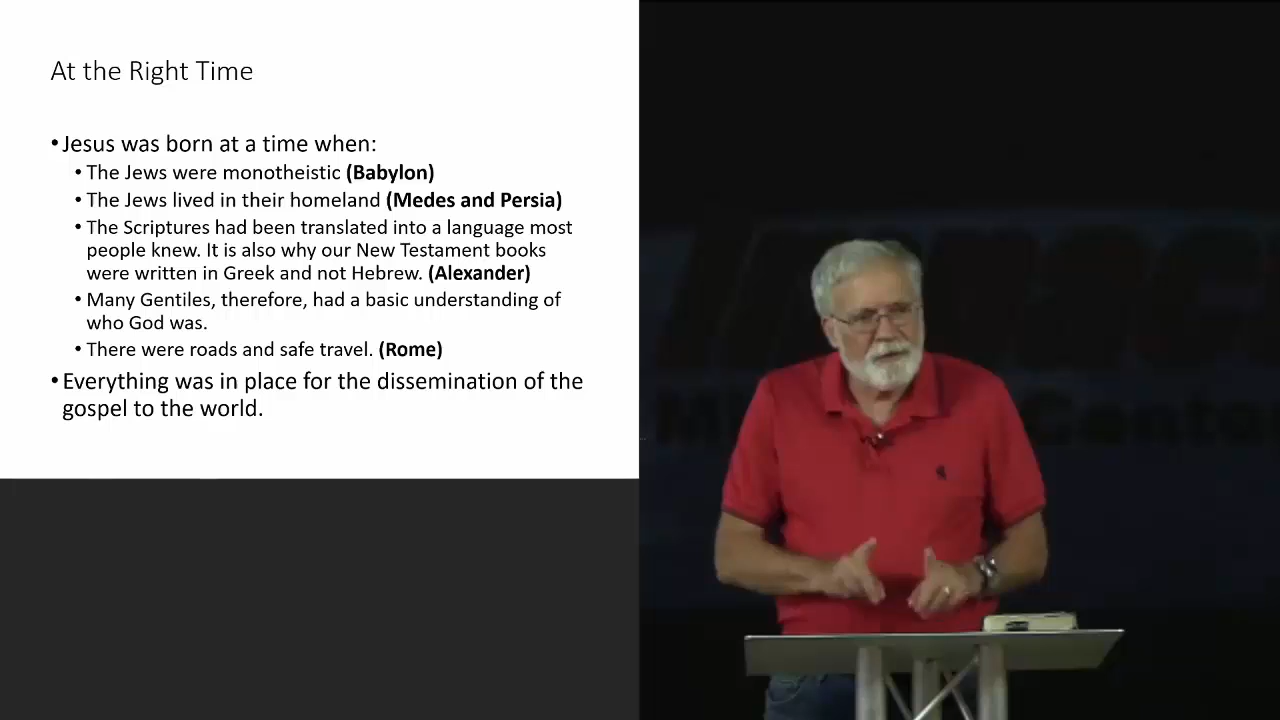 At the Right Time
• Jesus was born at a time when:
• The Jews were monotheistic (Babylon)
• The Jews lived in their homeland (Medes and Persia)
• The Scriptures had been translated into a language most
people knew. It is also why our New Testament books
were written in Greek and not Hebrew. (Alexander)
• Many Gentiles, therefore, had a basic understanding of
who God was.
• There were roads and safe travel. (Rome)
• Everything was in place for the dissemination of the
gospel to the world.